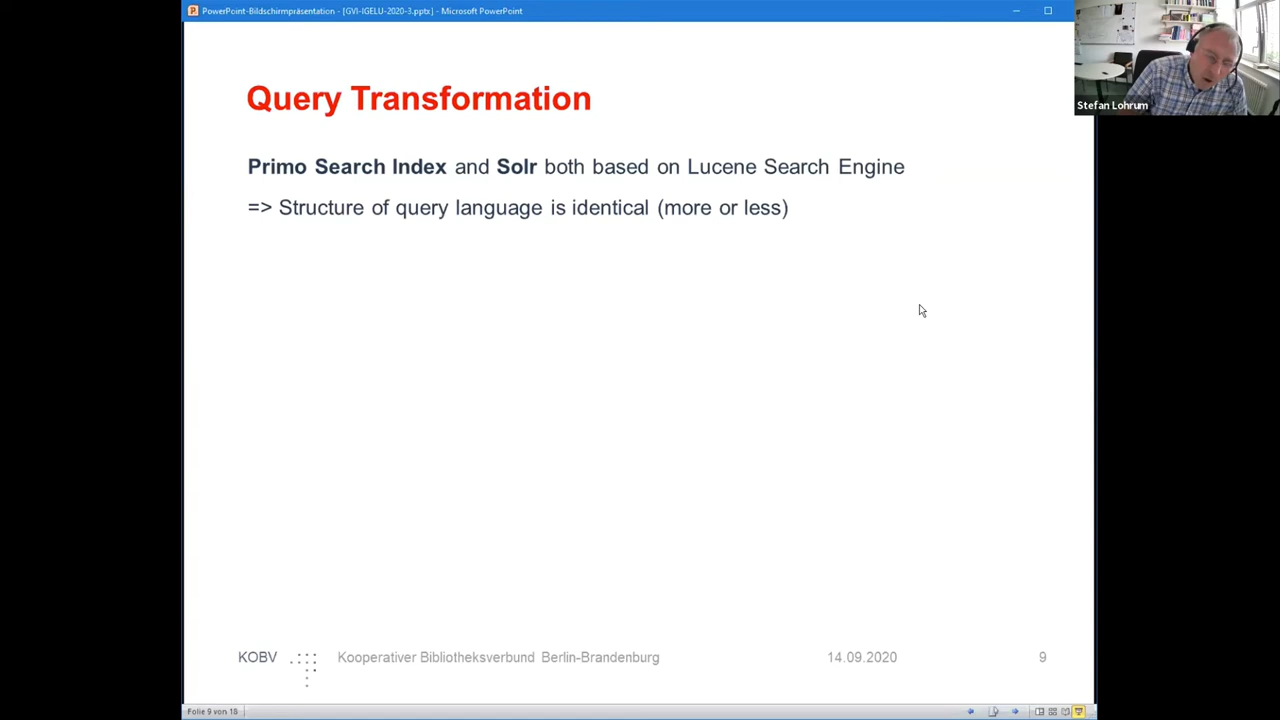 PowerPoint-Bildschirmpräsentation - [GVI-IGELU-2020-3.pptx] - Microsoft PowerPoint
Stefan Lohrum
Query Transformation
Primo Search Index and Solr both based on Lucene Search Engine
=> Structure of query language is identical (more or less)
KOBV Kooperativer Bibliotheksverbund Berlin-Brandenburg 14.09.2020 9
Folie 9 von 18